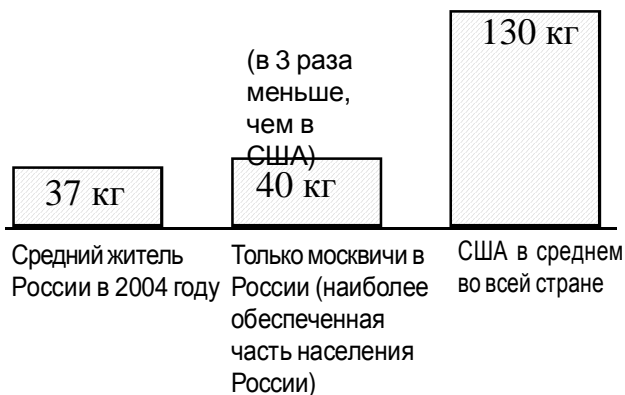 130 кг
(в 3 раза
меньше,
чем в
США)
37 кг
40 кг
Средний житель
России в 2004 году
Только москвичи в
России (наиболее
обеспеченная
часть населения
России)
США в среднем
во всей стране